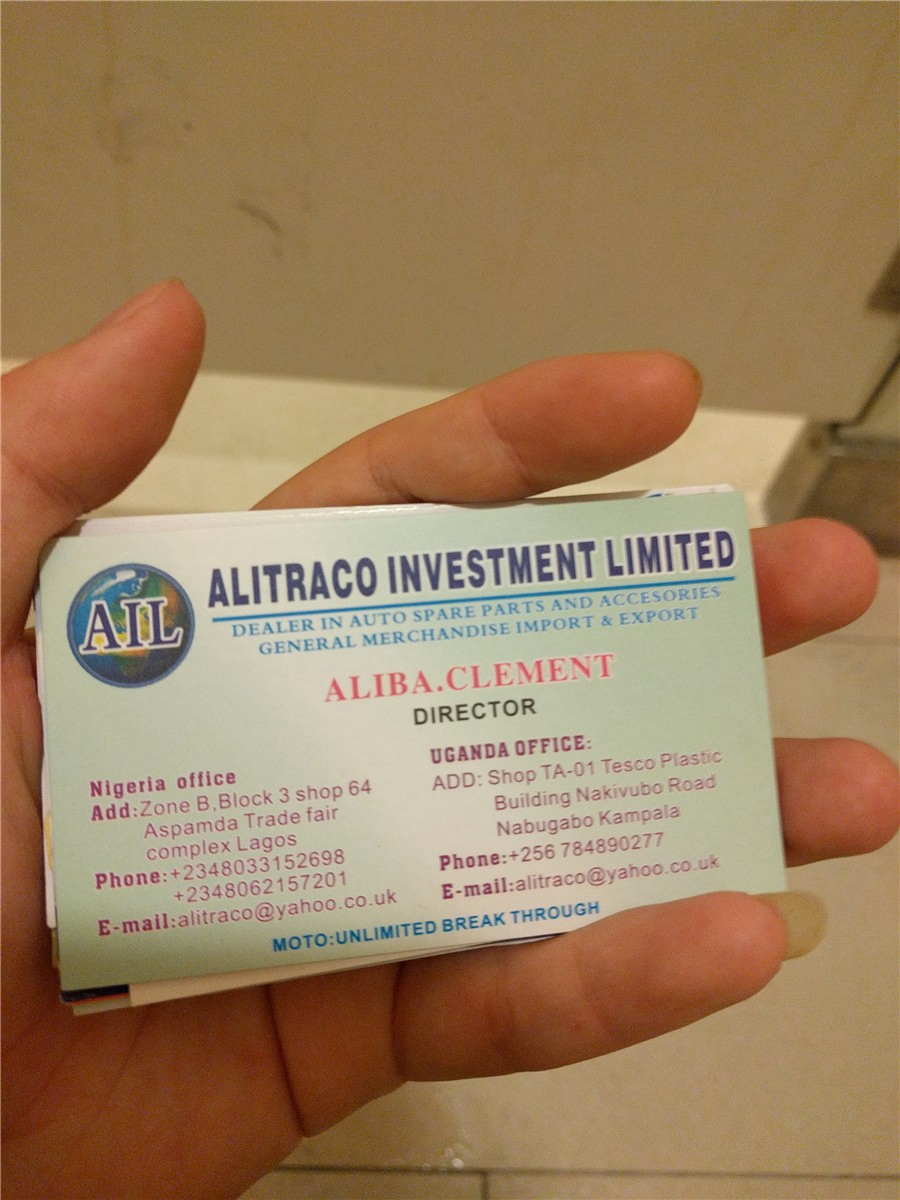 AIL
ALITRACO INVESTMENT LIMITED
DEALER IN AUTO SPARE PARTS AND ACCESORIES
GENERAL MERCHANDISE IMPORT & EXPORT
ALIBA.CLEMENT
DIRECTOR
Nigeria office
Add:Zone B,Block 3 shop 64
Aspamda Trade fair
complex Lagos
Phone:+2348033152698
+2348062157201
E-mail:alitraco@yahoo.co.uk
UGANDA OFFICE:
ADD: Shop TA-01 Tesco Plastic
Building Nakivubo Road
Nabugabo Kampala
Phone:+256 784890277
E-mail:alitraco@yahoo.co.uk
MOTO:UNLIMITED BREAK THROUGH